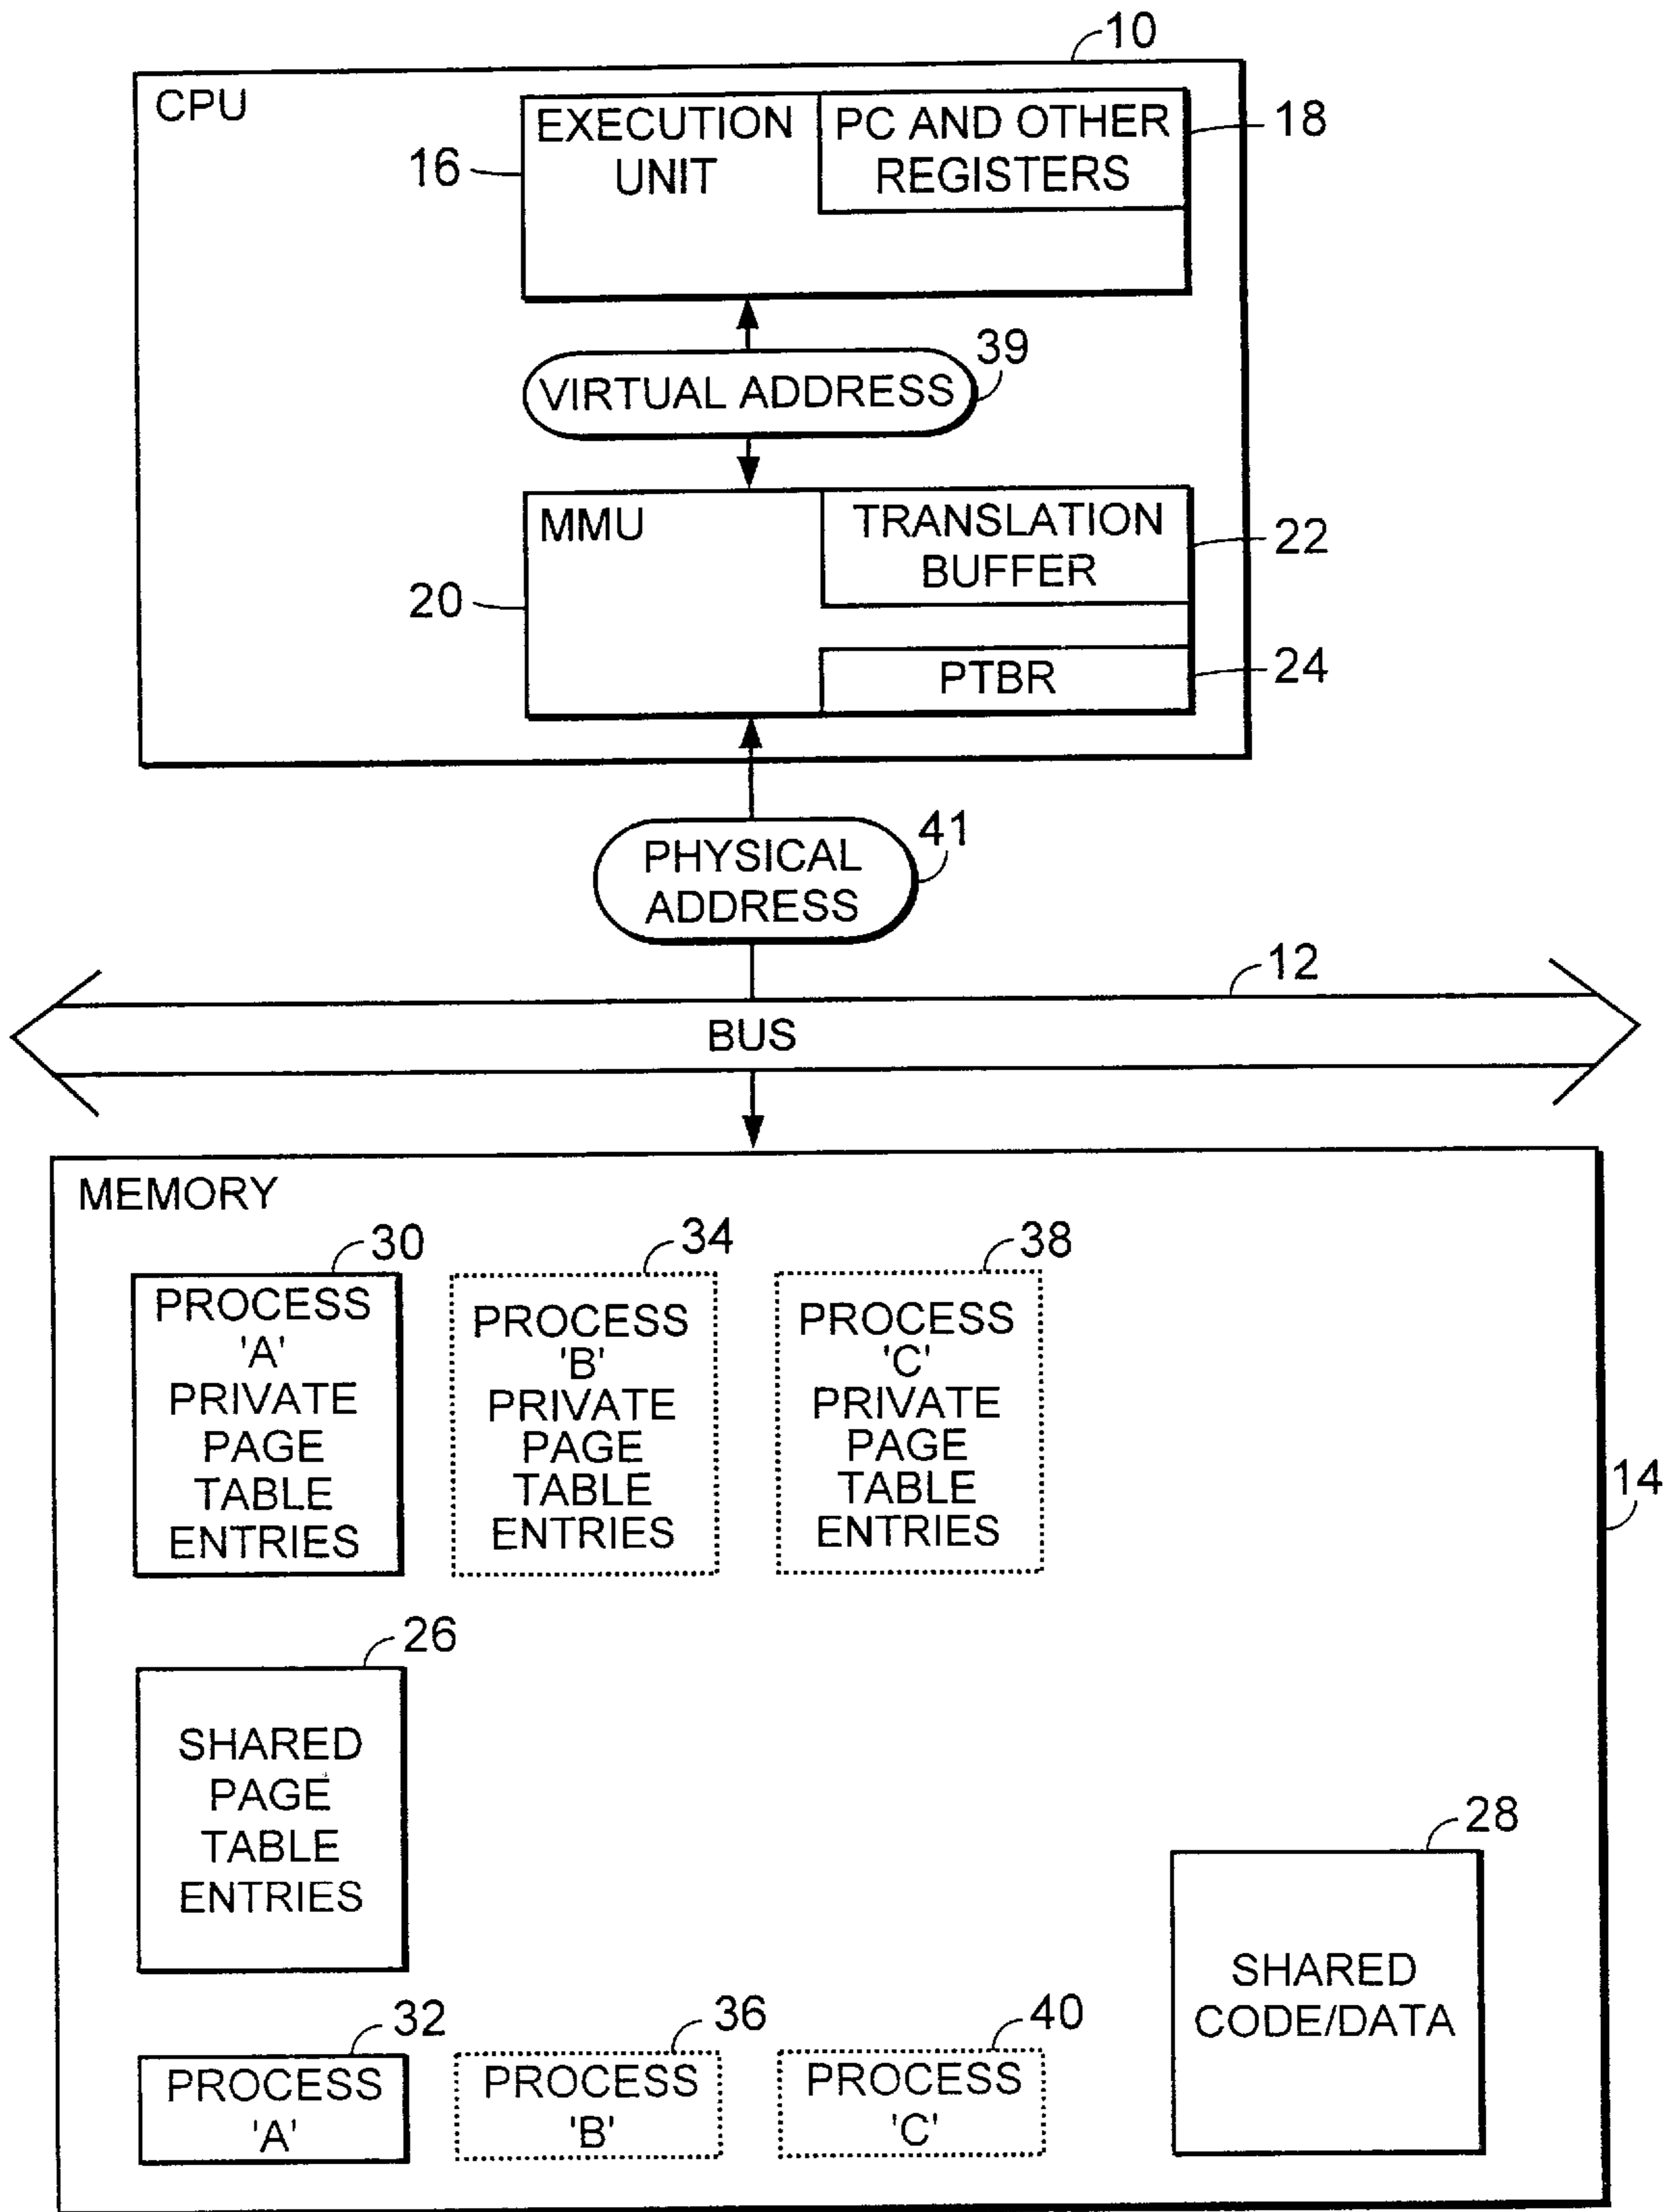 10
CPU
EXECUTION
UNIT
PC AND OTHER
REGISTERS
16
18
VIRTUAL ADDRESS
39
MMU
TRANSLATION
BUFFER
22
20
PTBR
24
PHYSICAL
ADDRESS
41
12
BUS
MEMORY
30
PROCESS
'A'
PRIVATE
PAGE
TABLE
ENTRIES
34
PROCESS
'B'
PRIVATE
PAGE
TABLE
ENTRIES
38
PROCESS
'C'
PRIVATE
PAGE
TABLE
ENTRIES
14
26
SHARED
PAGE
TABLE
ENTRIES
28
SHARED
CODE/DATA
32
PROCESS
'A'
36
PROCESS
'B'
40
PROCESS
'C'